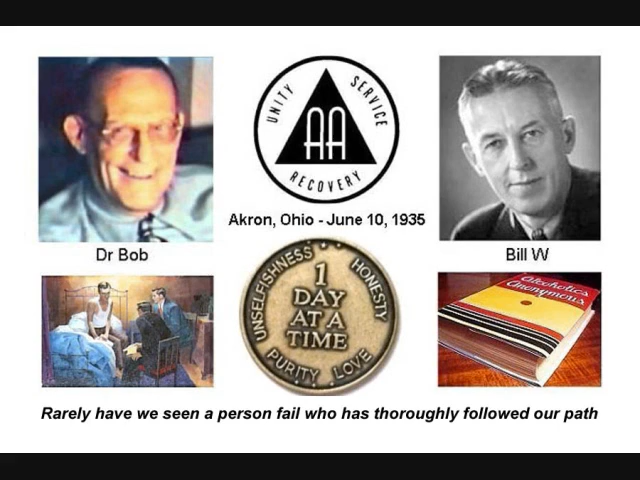 UNITY
SERVICE
AA
RECOVERY
Akron, Ohio - June 10, 1935
Dr Bob
Bill W
UNSELFISHNESS
HONESTY
1
DAY
AT A
TIME
PURITY
LOVE
Alcoholics
Anonymous
Rarely have we seen a person fail who has thoroughly followed our path